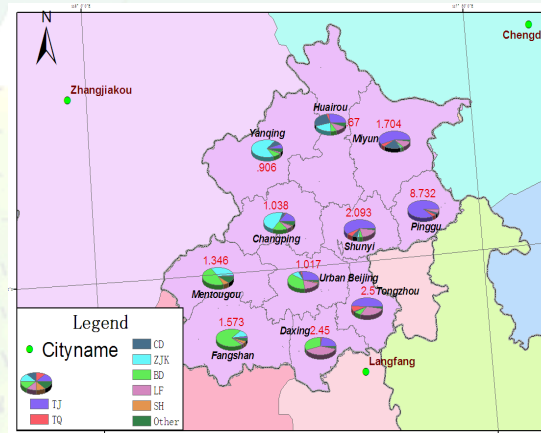 N
Chengd
Zhangjiakou
Huairou
.67
1.704
Miyun
Yanqing
.906
1.038
Changping
2.093
Shunyi
8.732
Pinggu
1.346
Mentougou
1.017
Urban Beijing
2.5
Tongzhou
1.573
Fangshan
Daxing
2.45
Langfang
Legend
Cityname
TJ
TQ
CD
ZJK
BD
LF
SH
Other